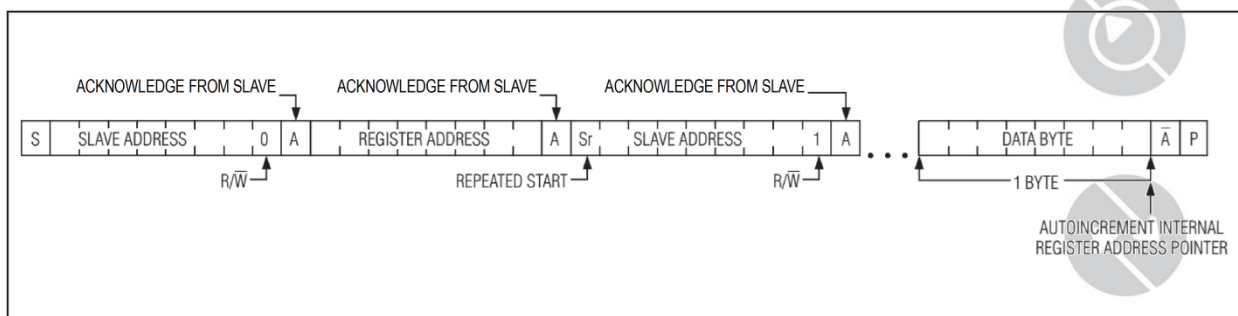 ACKNOWLEDGE FROM SLAVE ACKNOWLEDGE FROM SLAVE ACKNOWLEDGE FROM SLAVE
S SLAVE ADDRESS 0 A REGISTER ADDRESS A Sr SLAVE ADDRESS 1 A ... DATA BYTE A̅ P
R/W̅ REPEATED START R/W̅ 1 BYTE
AUTOINCREMENT INTERNAL
REGISTER ADDRESS POINTER